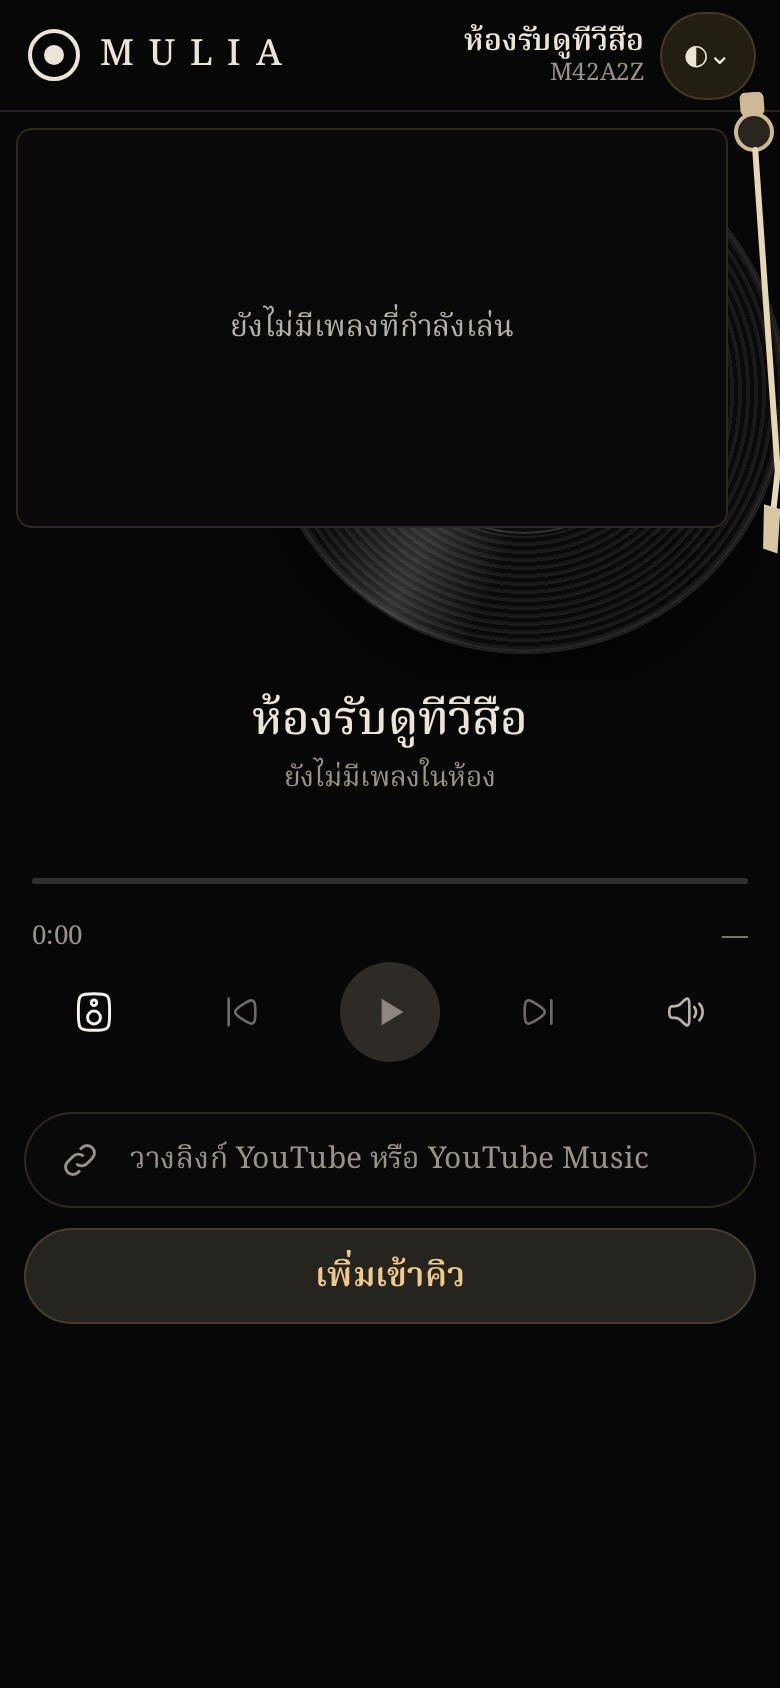 MULIA
ห้องรับดูทีวีสือ
M42A2Z
ยังไม่มีเพลงที่กำลังเล่น
ห้องรับดูทีวีสือ
ยังไม่มีเพลงในห้อง
0:00
—
วางลิงก์ YouTube หรือ YouTube Music
เพิ่มเข้าคิว